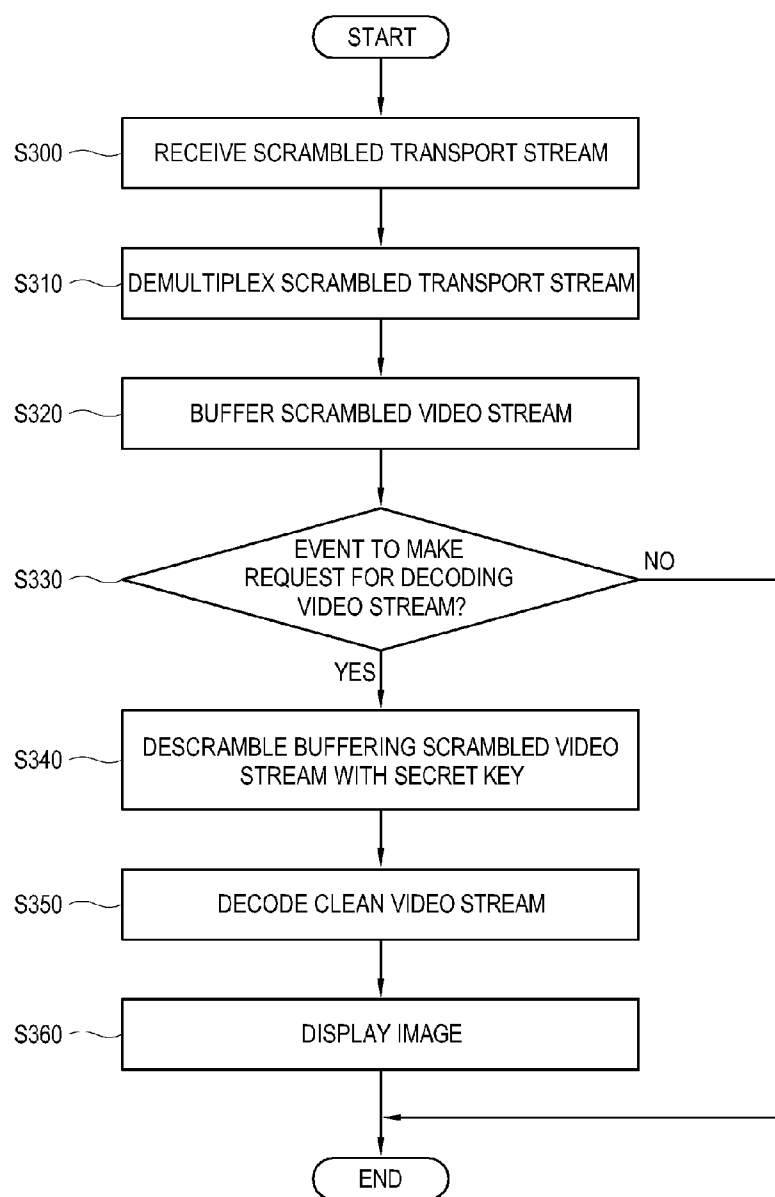 START
S300
RECEIVE SCRAMBLED TRANSPORT STREAM
S310
DEMULTIPLEX SCRAMBLED TRANSPORT STREAM
S320
BUFFER SCRAMBLED VIDEO STREAM
S330
EVENT TO MAKE
REQUEST FOR DECODING
VIDEO STREAM?
NO
YES
S340
DESCRAMBLE BUFFERING SCRAMBLED VIDEO
STREAM WITH SECRET KEY
S350
DECODE CLEAN VIDEO STREAM
S360
DISPLAY IMAGE
END